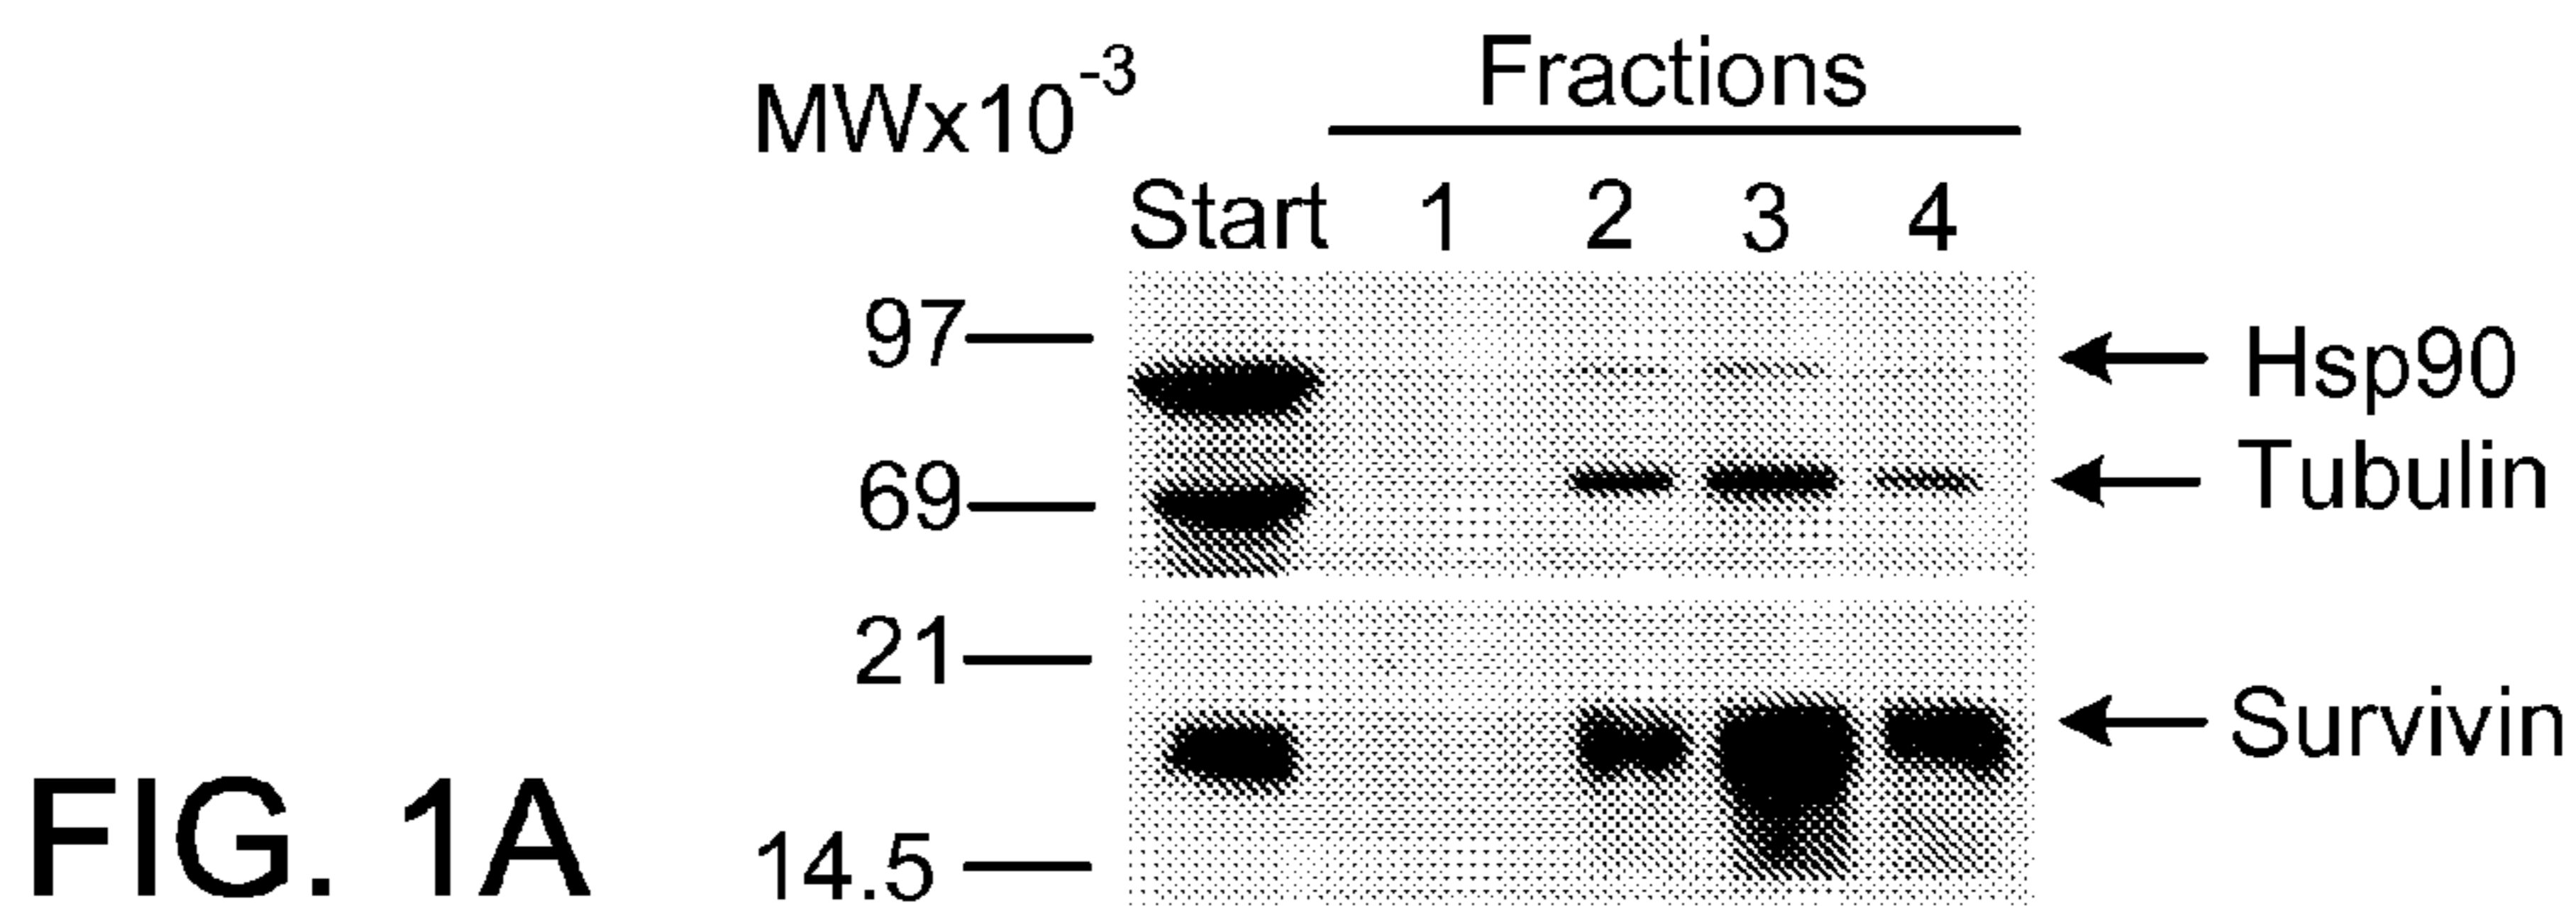 Fractions
MWx10⁻³
Start 1 2 3 4
97
Hsp90
69
Tubulin
21
Survivin
14.5
FIG. 1A